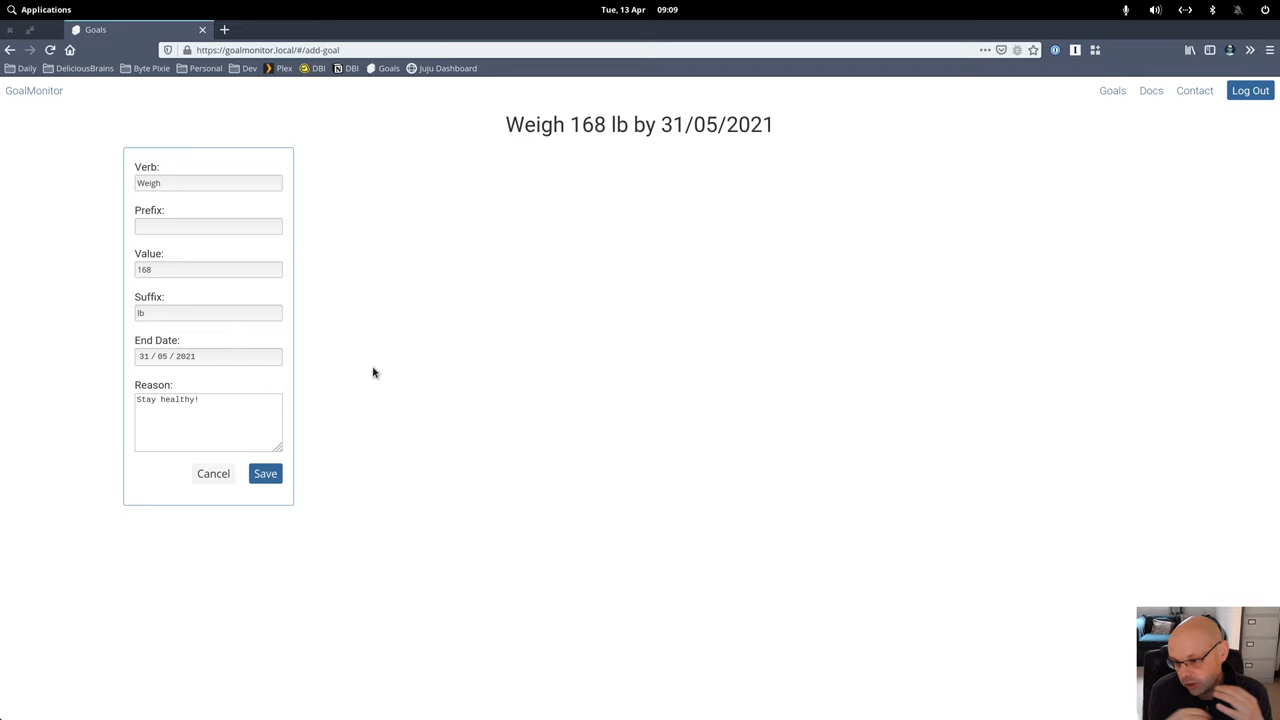 Applications
Tue, 13 Apr 09:09
Goals
https://goalmonitor.local/#/add-goal
Daily DeliciousBrains Byte Pixie Personal Dev Plex DBI DBI Goals Juju Dashboard
GoalMonitor Goals Docs Contact Log Out
Weigh 168 lb by 31/05/2021
Verb:
Weigh
Prefix:
Value:
168
Suffix:
lb
End Date:
31 / 05 / 2021
Reason:
Stay healthy!
Cancel Save